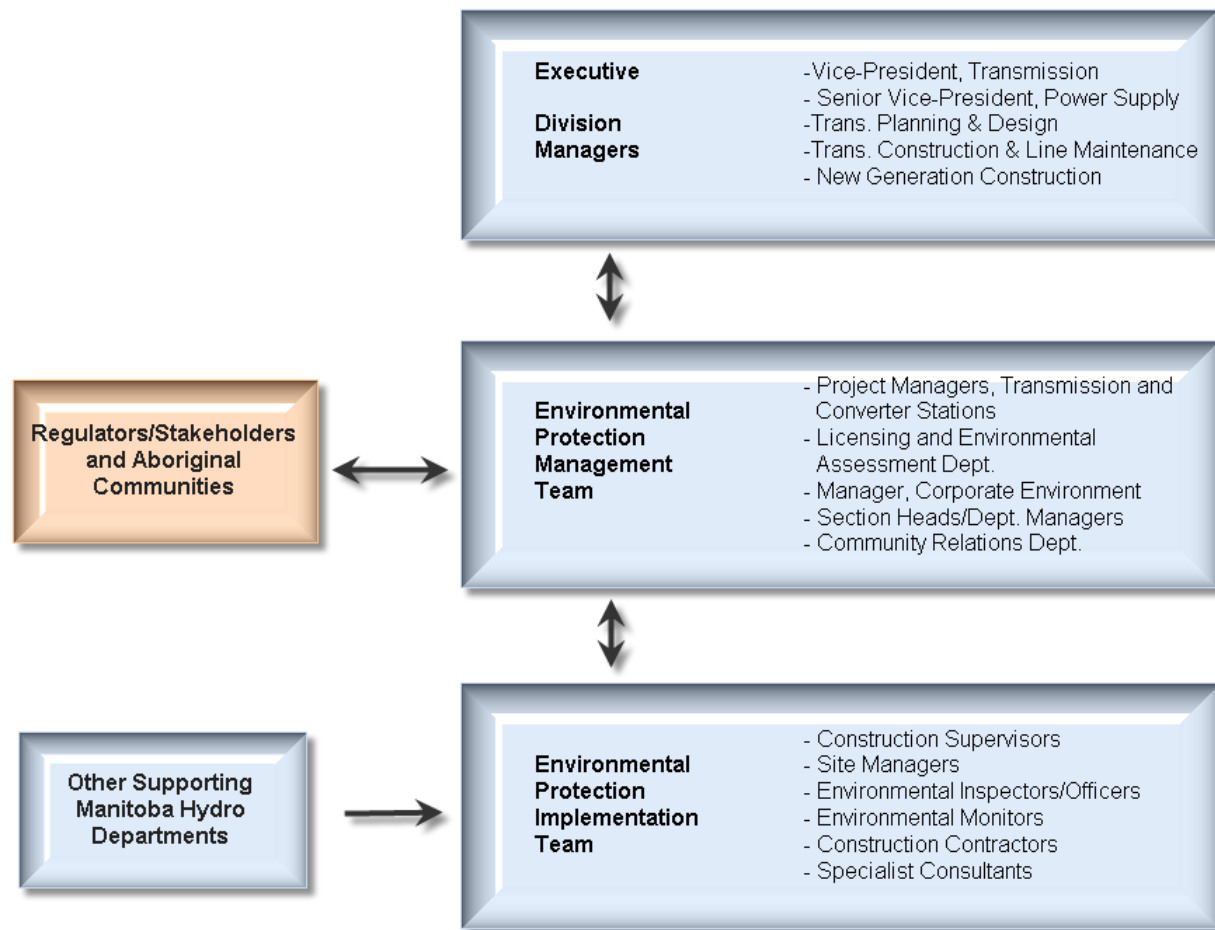 Executive -Vice-President, Transmission
- Senior Vice-President, Power Supply
Division -Trans. Planning & Design
Managers -Trans. Construction & Line Maintenance
- New Generation Construction
Regulators/Stakeholders
and Aboriginal
Communities
- Project Managers, Transmission and
Environmental Converter Stations
Protection - Licensing and Environmental
Management Assessment Dept.
Team - Manager, Corporate Environment
- Section Heads/Dept. Managers
- Community Relations Dept.
Other Supporting
Manitoba Hydro
Departments
- Construction Supervisors
Environmental - Site Managers
Protection - Environmental Inspectors/Officers
Implementation - Environmental Monitors
Team - Construction Contractors
- Specialist Consultants